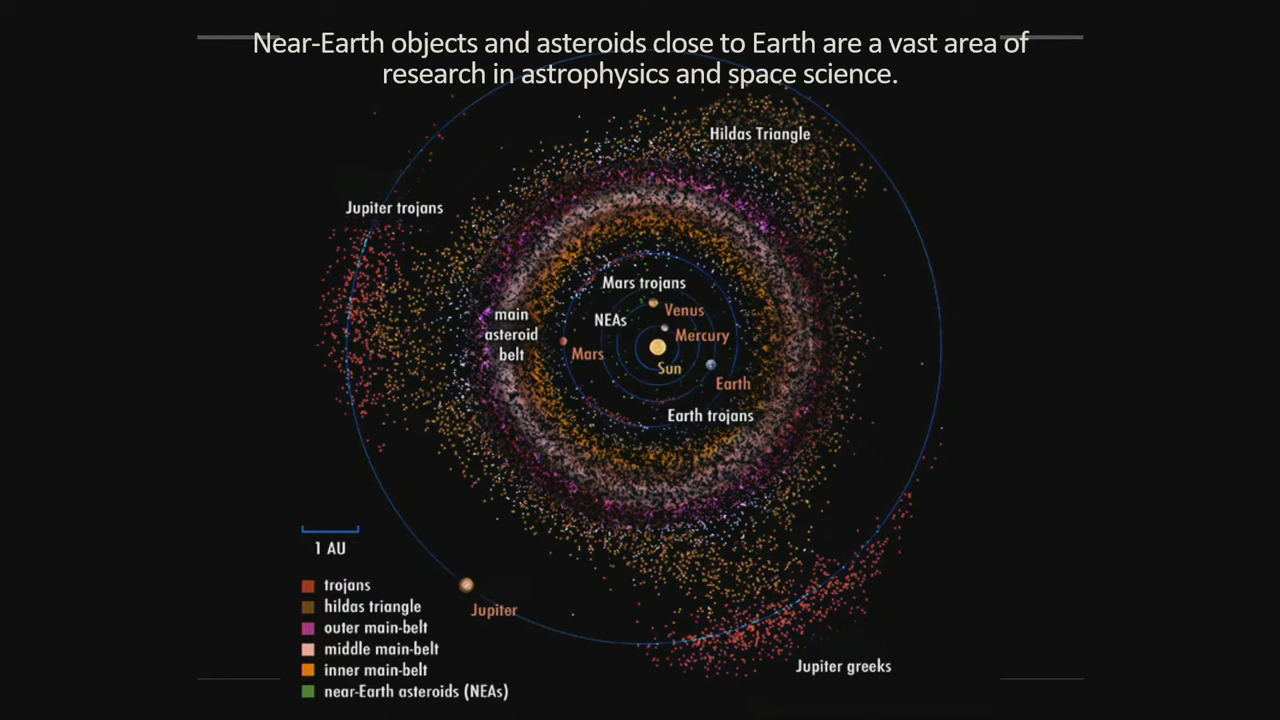 Near-Earth objects and asteroids close to Earth are a vast area of
research in astrophysics and space science.
Hildas Triangle
Jupiter trojans
Mars trojans
Venus
NEAs
main
asteroid
belt
Mercury
Mars
Sun
Earth
Earth trojans
1 AU
trojans
hildas triangle
Jupiter
outer main-belt
middle main-belt
inner main-belt
Jupiter greeks
near-Earth asteroids (NEAs)